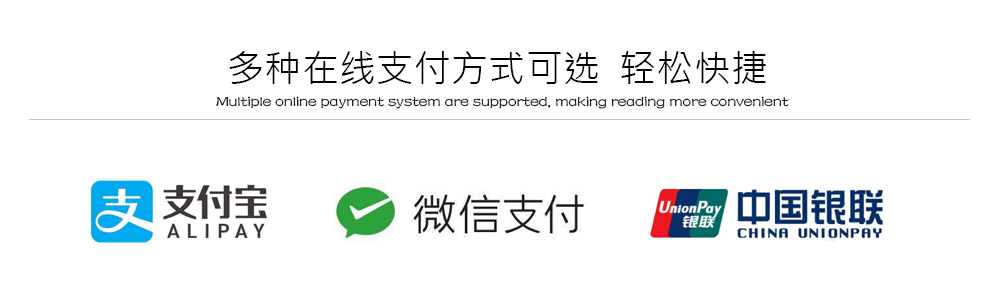 多种在线支付方式可选 轻松快捷
Multiple online payment system are supported, making reading more convenient
支 支付宝
ALIPAY
微信支付
UnionPay
银联
中国银联
CHINA UNIONPAY